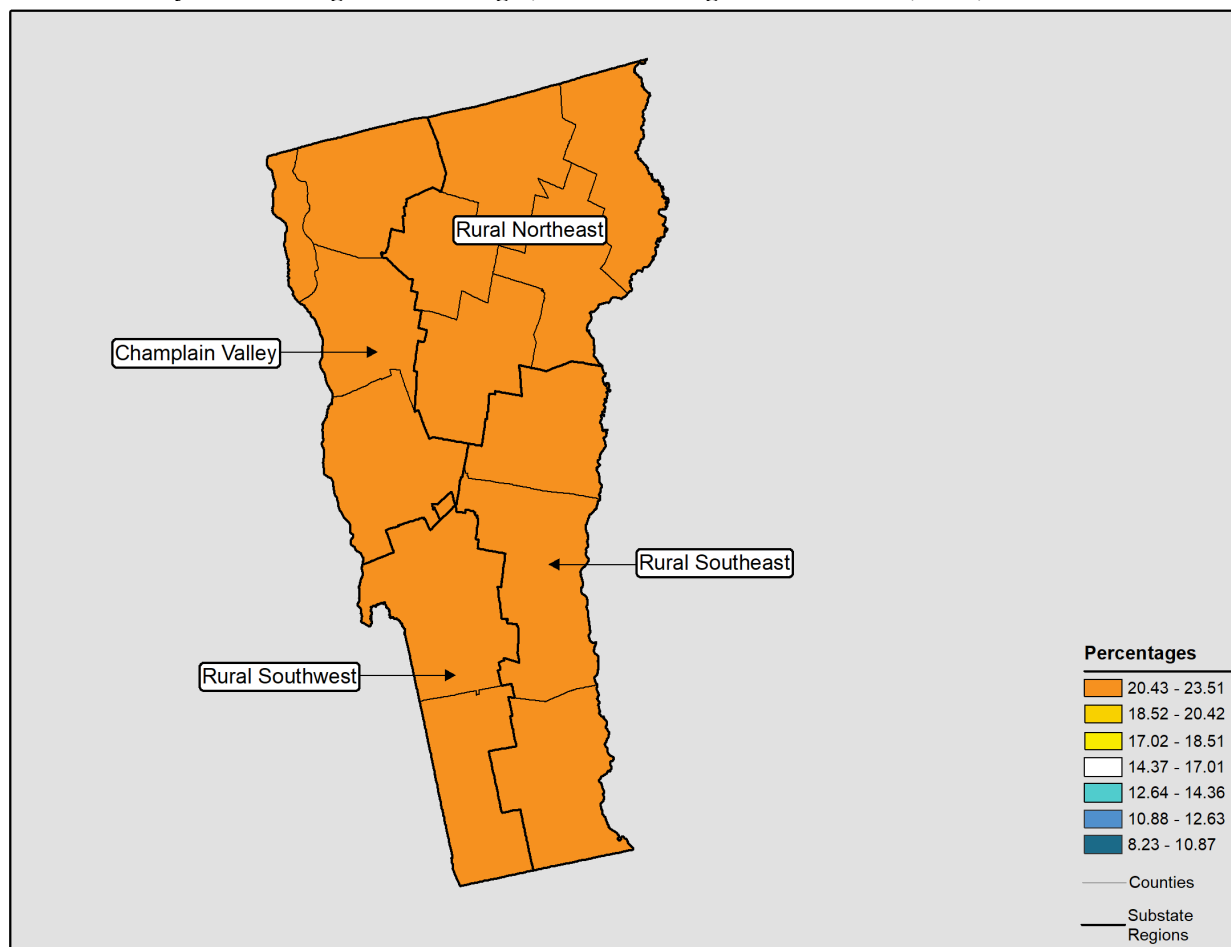 Rural Northeast
Champlain Valley
Rural Southeast
Rural Southwest
Percentages
20.43 - 23.51
18.52 - 20.42
17.02 - 18.51
14.37 - 17.01
12.64 - 14.36
10.88 - 12.63
8.23 - 10.87
Counties
Substate
Regions